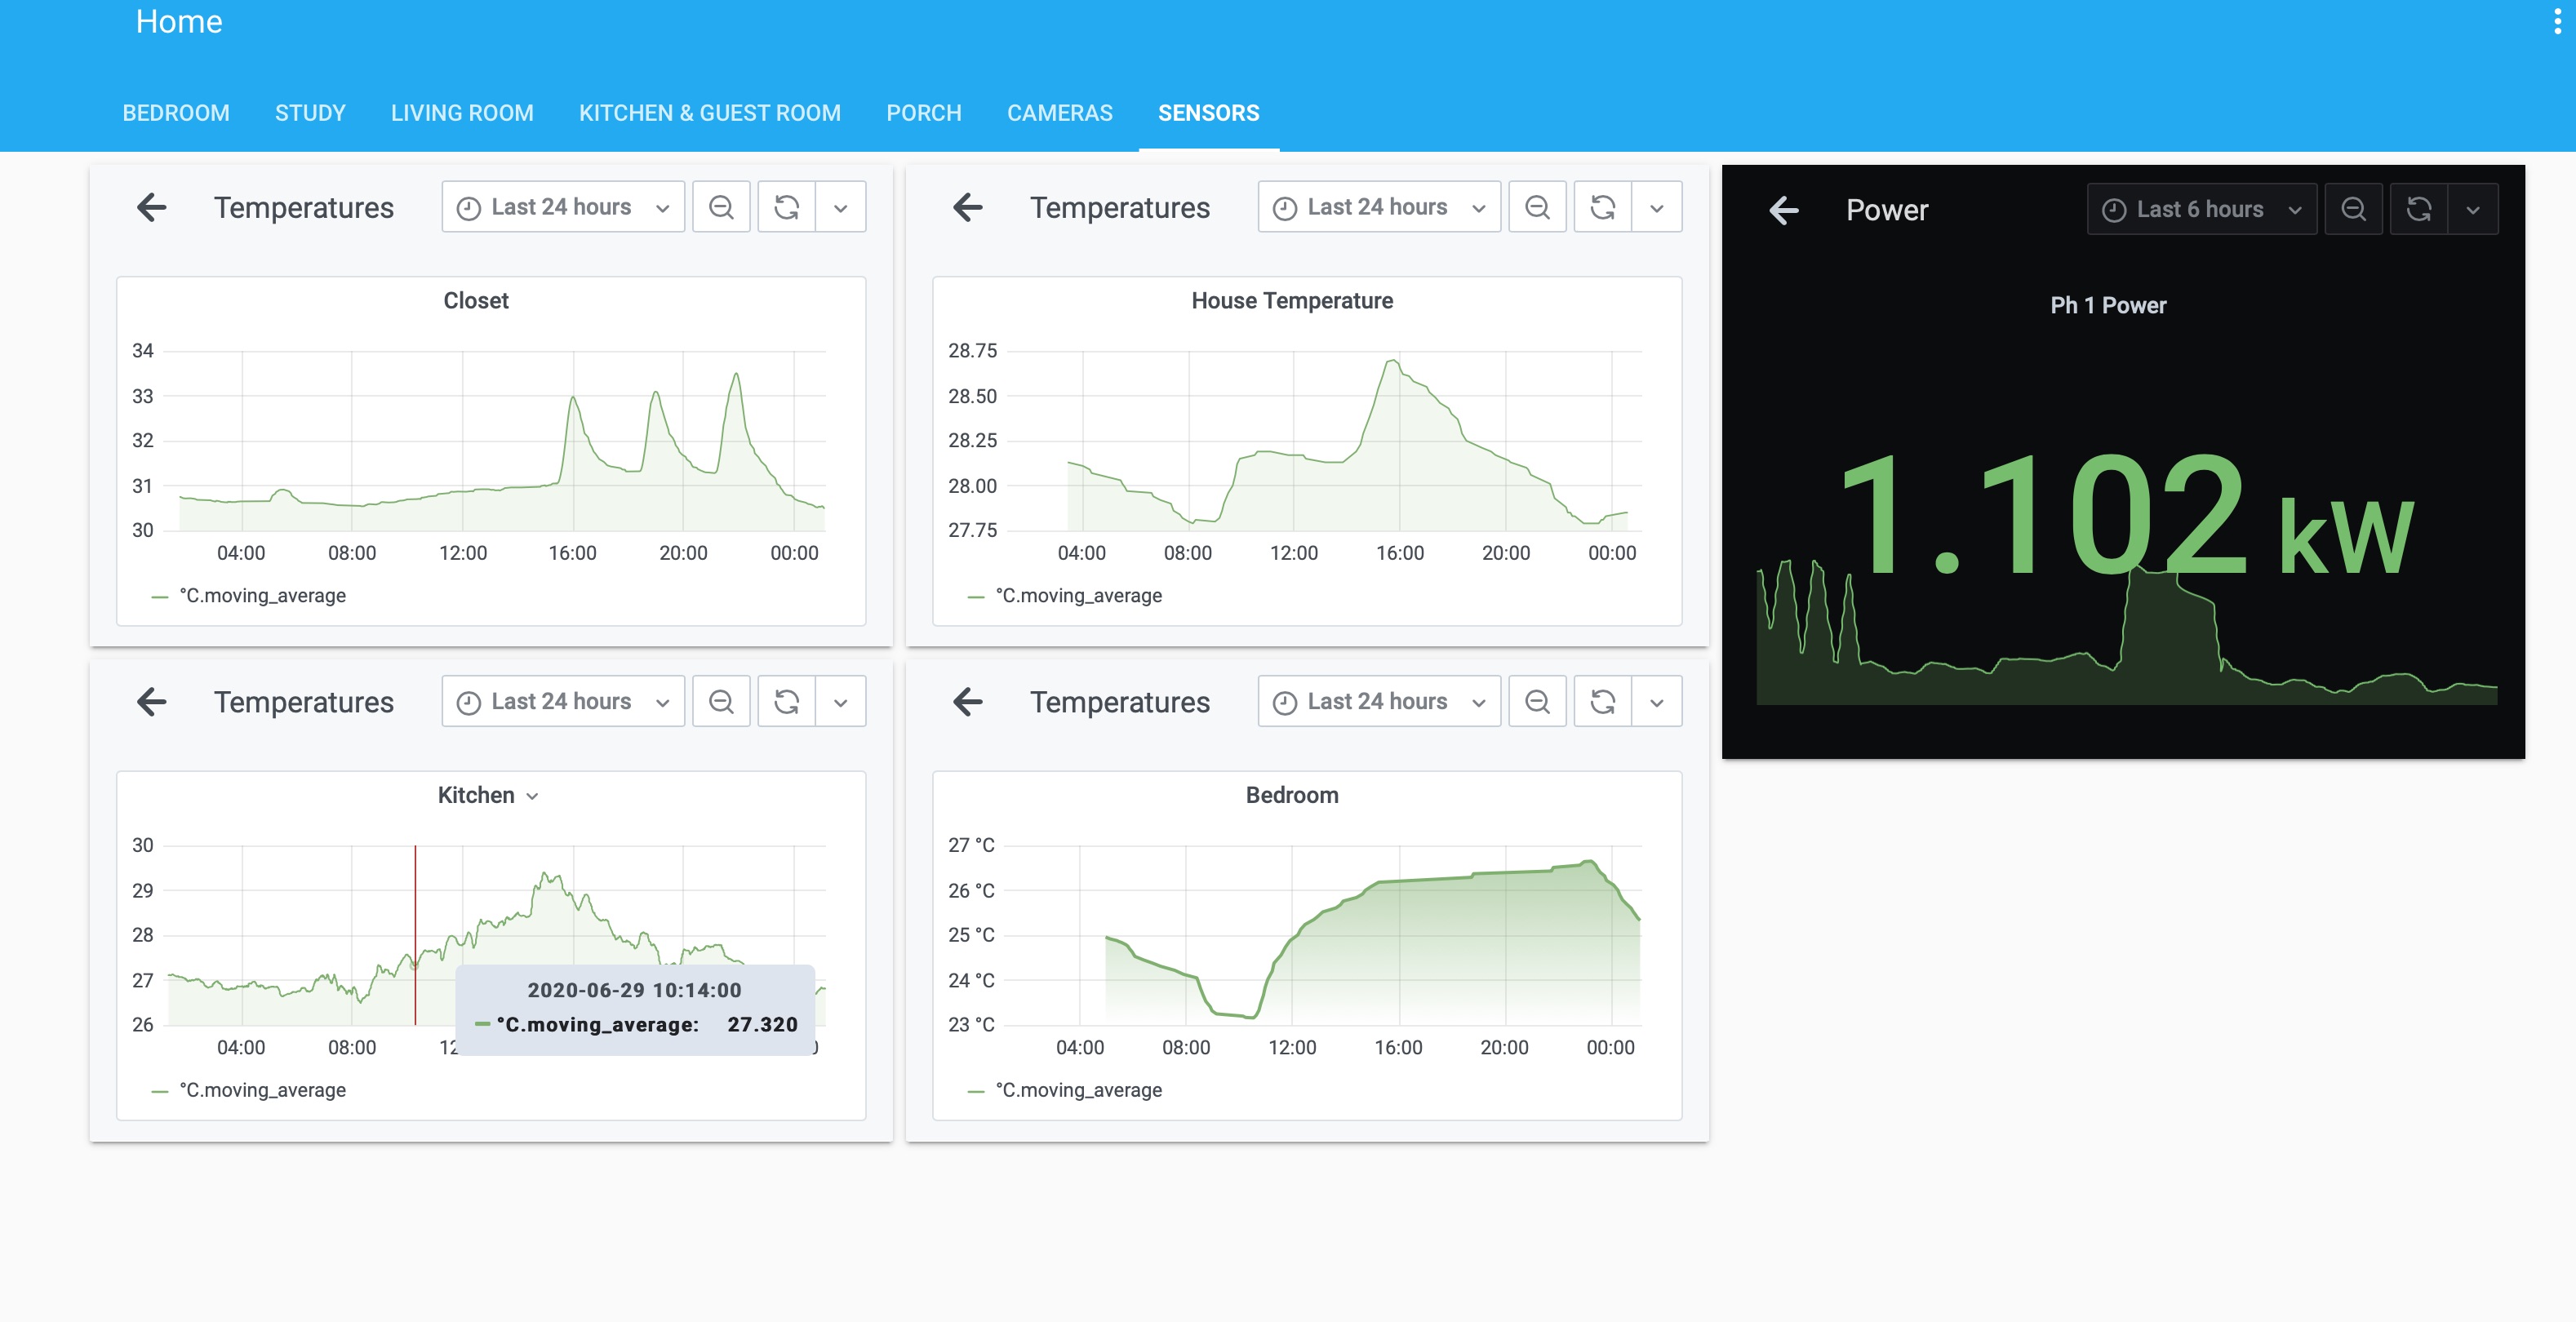 Home
BEDROOM STUDY LIVING ROOM KITCHEN & GUEST ROOM PORCH CAMERAS SENSORS
Temperatures Last 24 hours
Closet
34
33
32
31
30
04:00 08:00 12:00 16:00 20:00 00:00
°C.moving_average
Temperatures Last 24 hours
House Temperature
28.75
28.50
28.25
28.00
27.75
04:00 08:00 12:00 16:00 20:00 00:00
°C.moving_average
Power Last 6 hours
Ph 1 Power
1.102 kW
Temperatures Last 24 hours
Kitchen
30
29
28
27
26
04:00 08:00 12
2020-06-29 10:14:00
°C.moving_average: 27.320
°C.moving_average
Temperatures Last 24 hours
Bedroom
27 °C
26 °C
25 °C
24 °C
23 °C
04:00 08:00 12:00 16:00 20:00 00:00
°C.moving_average